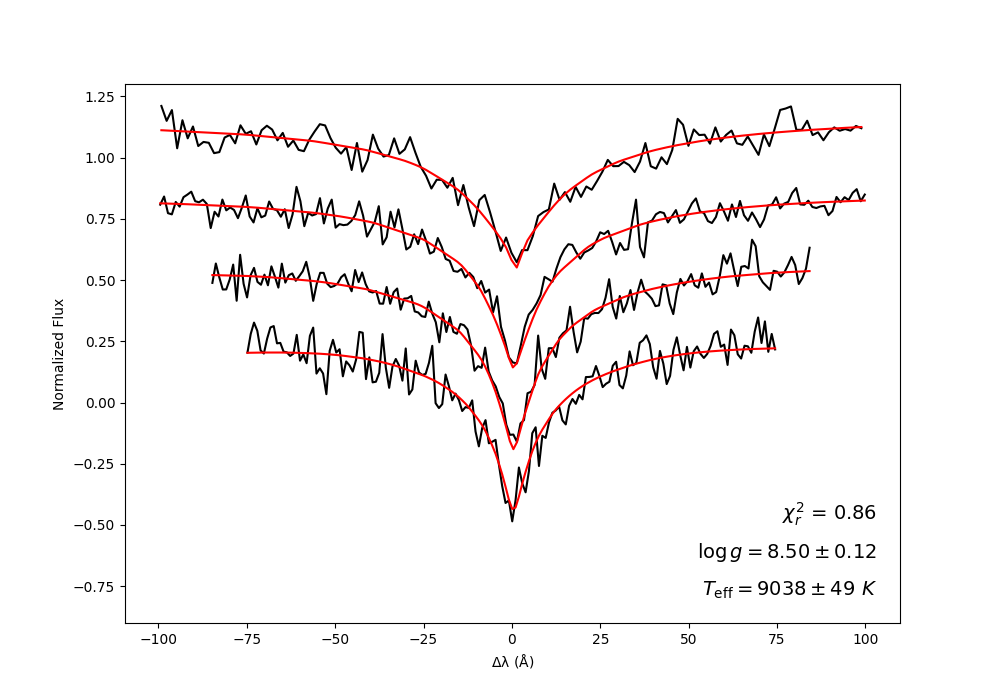 1.25
1.00
0.75
0.50
0.25
0.00
−0.25
−0.50
−0.75
Normalized Flux
χ²ᵣ = 0.86
log g = 8.50 ± 0.12
T_eff = 9038 ± 49 K
−100 −75 −50 −25 0 25 50 75 100
Δλ (Å)